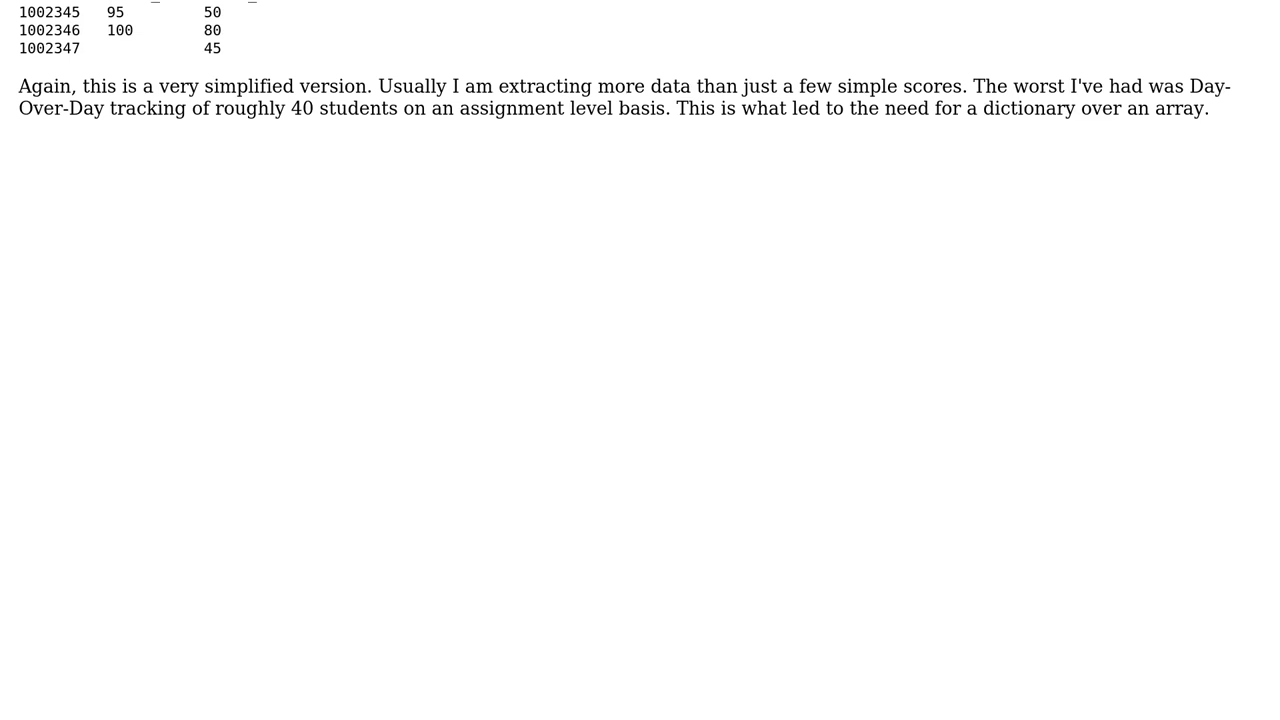 1002345   95         50
1002346   100        80
1002347              45
Again, this is a very simplified version. Usually I am extracting more data than just a few simple scores. The worst I've had was Day-
Over-Day tracking of roughly 40 students on an assignment level basis. This is what led to the need for a dictionary over an array.